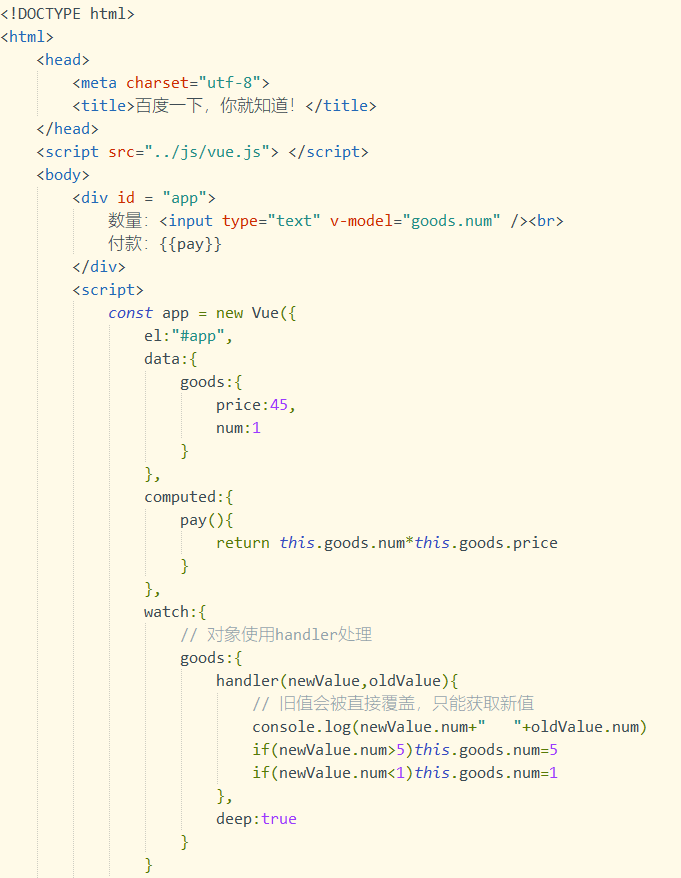 <!DOCTYPE html>
<html>
    <head>
        <meta charset="utf-8">
        <title>百度一下，你就知道！</title>
    </head>
    <script src="../js/vue.js"> </script>
    <body>
        <div id = "app">
            数量：<input type="text" v-model="goods.num" /><br>
            付款：{{pay}}
        </div>
        <script>
            const app = new Vue({
                el:"#app",
                data:{
                    goods:{
                        price:45,
                        num:1
                    }
                },
                computed:{
                    pay(){
                        return this.goods.num*this.goods.price
                    }
                },
                watch:{
                    // 对象使用handler处理
                    goods:{
                        handler(newValue,oldValue){
                            // 旧值会被直接覆盖，只能获取新值
                            console.log(newValue.num+"   "+oldValue.num)
                            if(newValue.num>5)this.goods.num=5
                            if(newValue.num<1)this.goods.num=1
                        },
                        deep:true
                    }
                }